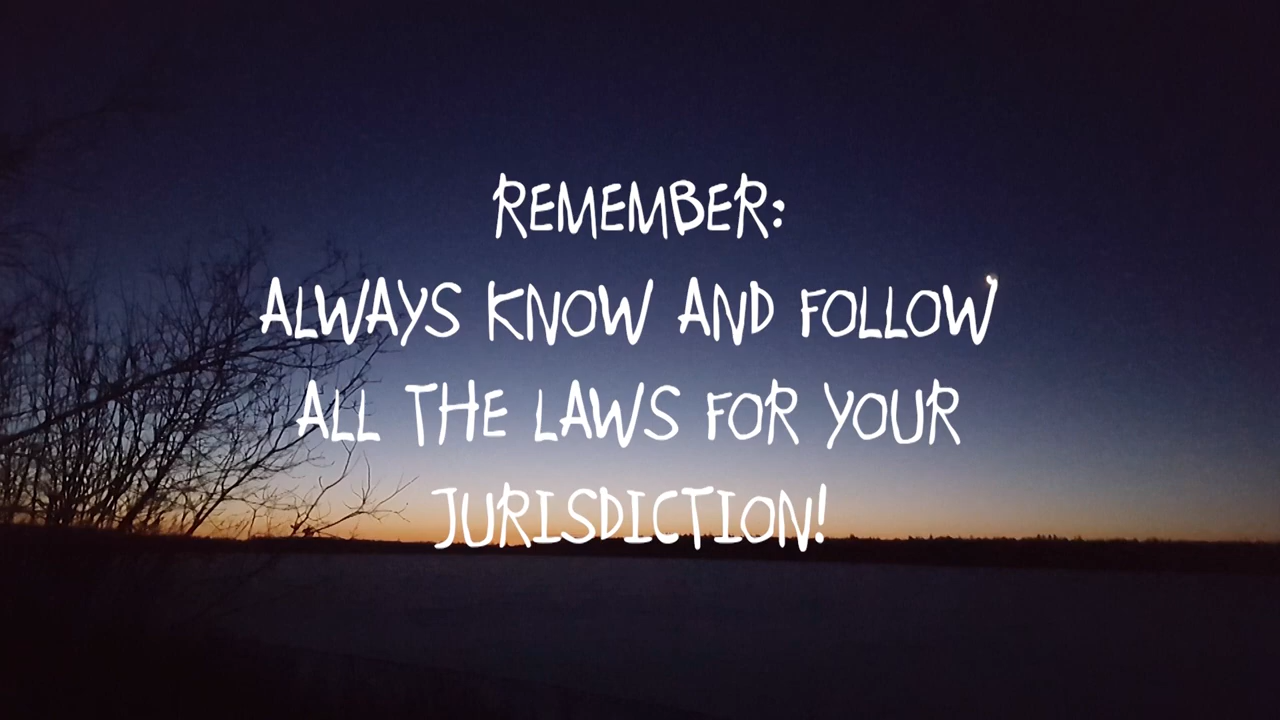 REMEMBER:
ALWAYS KNOW AND FOLLOW
ALL THE LAWS FOR YOUR
JURISDICTION!